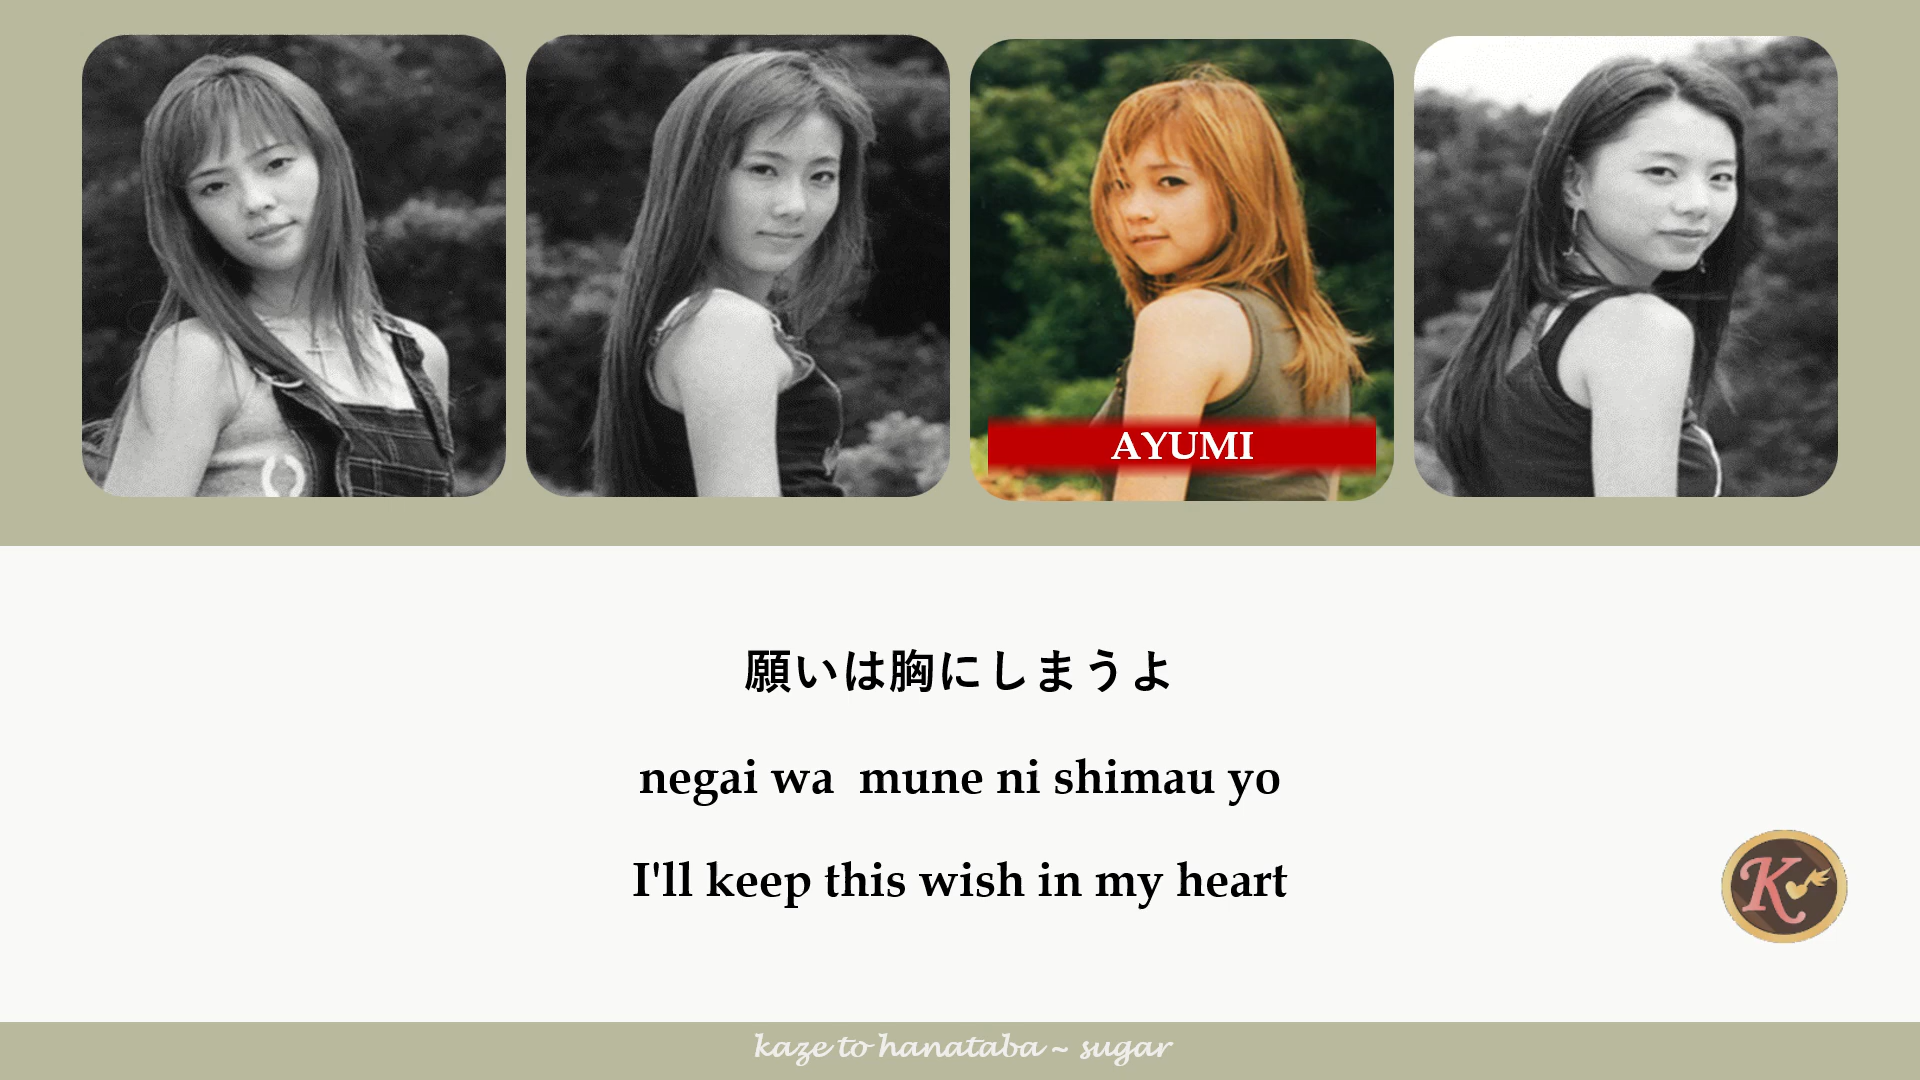 AYUMI
願いは胸にしまうよ
negai wa  mune ni shimau yo
I'll keep this wish in my heart
K
kaze to hanataba ~ sugar